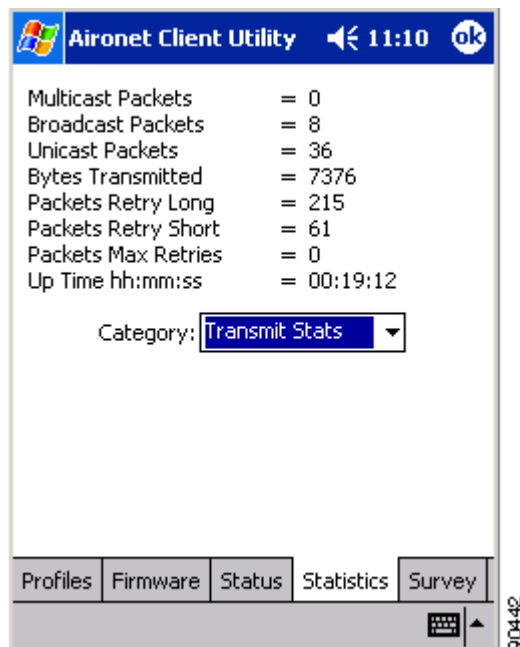 Aironet Client Utility 11:10 ok
Multicast Packets = 0
Broadcast Packets = 8
Unicast Packets = 36
Bytes Transmitted = 7376
Packets Retry Long = 215
Packets Retry Short = 61
Packets Max Retries = 0
Up Time hh:mm:ss = 00:19:12
Category: Transmit Stats
Profiles Firmware Status Statistics Survey
90442